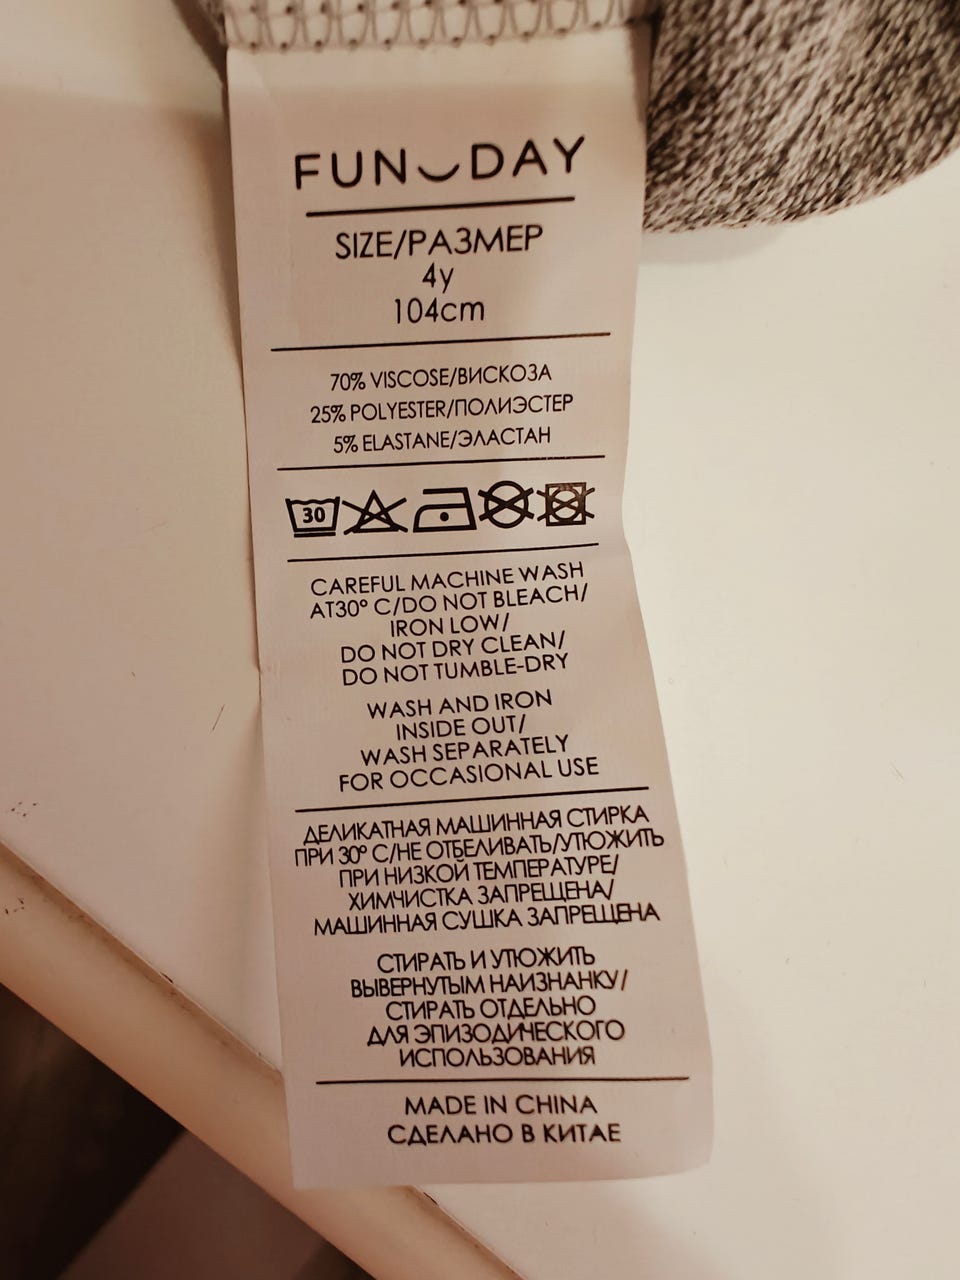 FUN DAY
SIZE/РАЗМЕР
4y
104cm
70% VISCOSE/ВИСКОЗА
25% POLYESTER/ПОЛИЭСТЕР
5% ELASTANE/ЭЛАСТАН
30
CAREFUL MACHINE WASH
AT30° C/DO NOT BLEACH/
IRON LOW/
DO NOT DRY CLEAN/
DO NOT TUMBLE-DRY
WASH AND IRON
INSIDE OUT/
WASH SEPARATELY
FOR OCCASIONAL USE
ДЕЛИКАТНАЯ МАШИННАЯ СТИРКА
ПРИ 30° С/НЕ ОТБЕЛИВАТЬ/УТЮЖИТЬ
ПРИ НИЗКОЙ ТЕМПЕРАТУРЕ/
ХИМЧИСТКА ЗАПРЕЩЕНА/
МАШИННАЯ СУШКА ЗАПРЕЩЕНА
СТИРАТЬ И УТЮЖИТЬ
ВЫВЕРНУТЫМ НАИЗНАНКУ/
СТИРАТЬ ОТДЕЛЬНО
ДЛЯ ЭПИЗОДИЧЕСКОГО
ИСПОЛЬЗОВАНИЯ
MADE IN CHINA
СДЕЛАНО В КИТАЕ